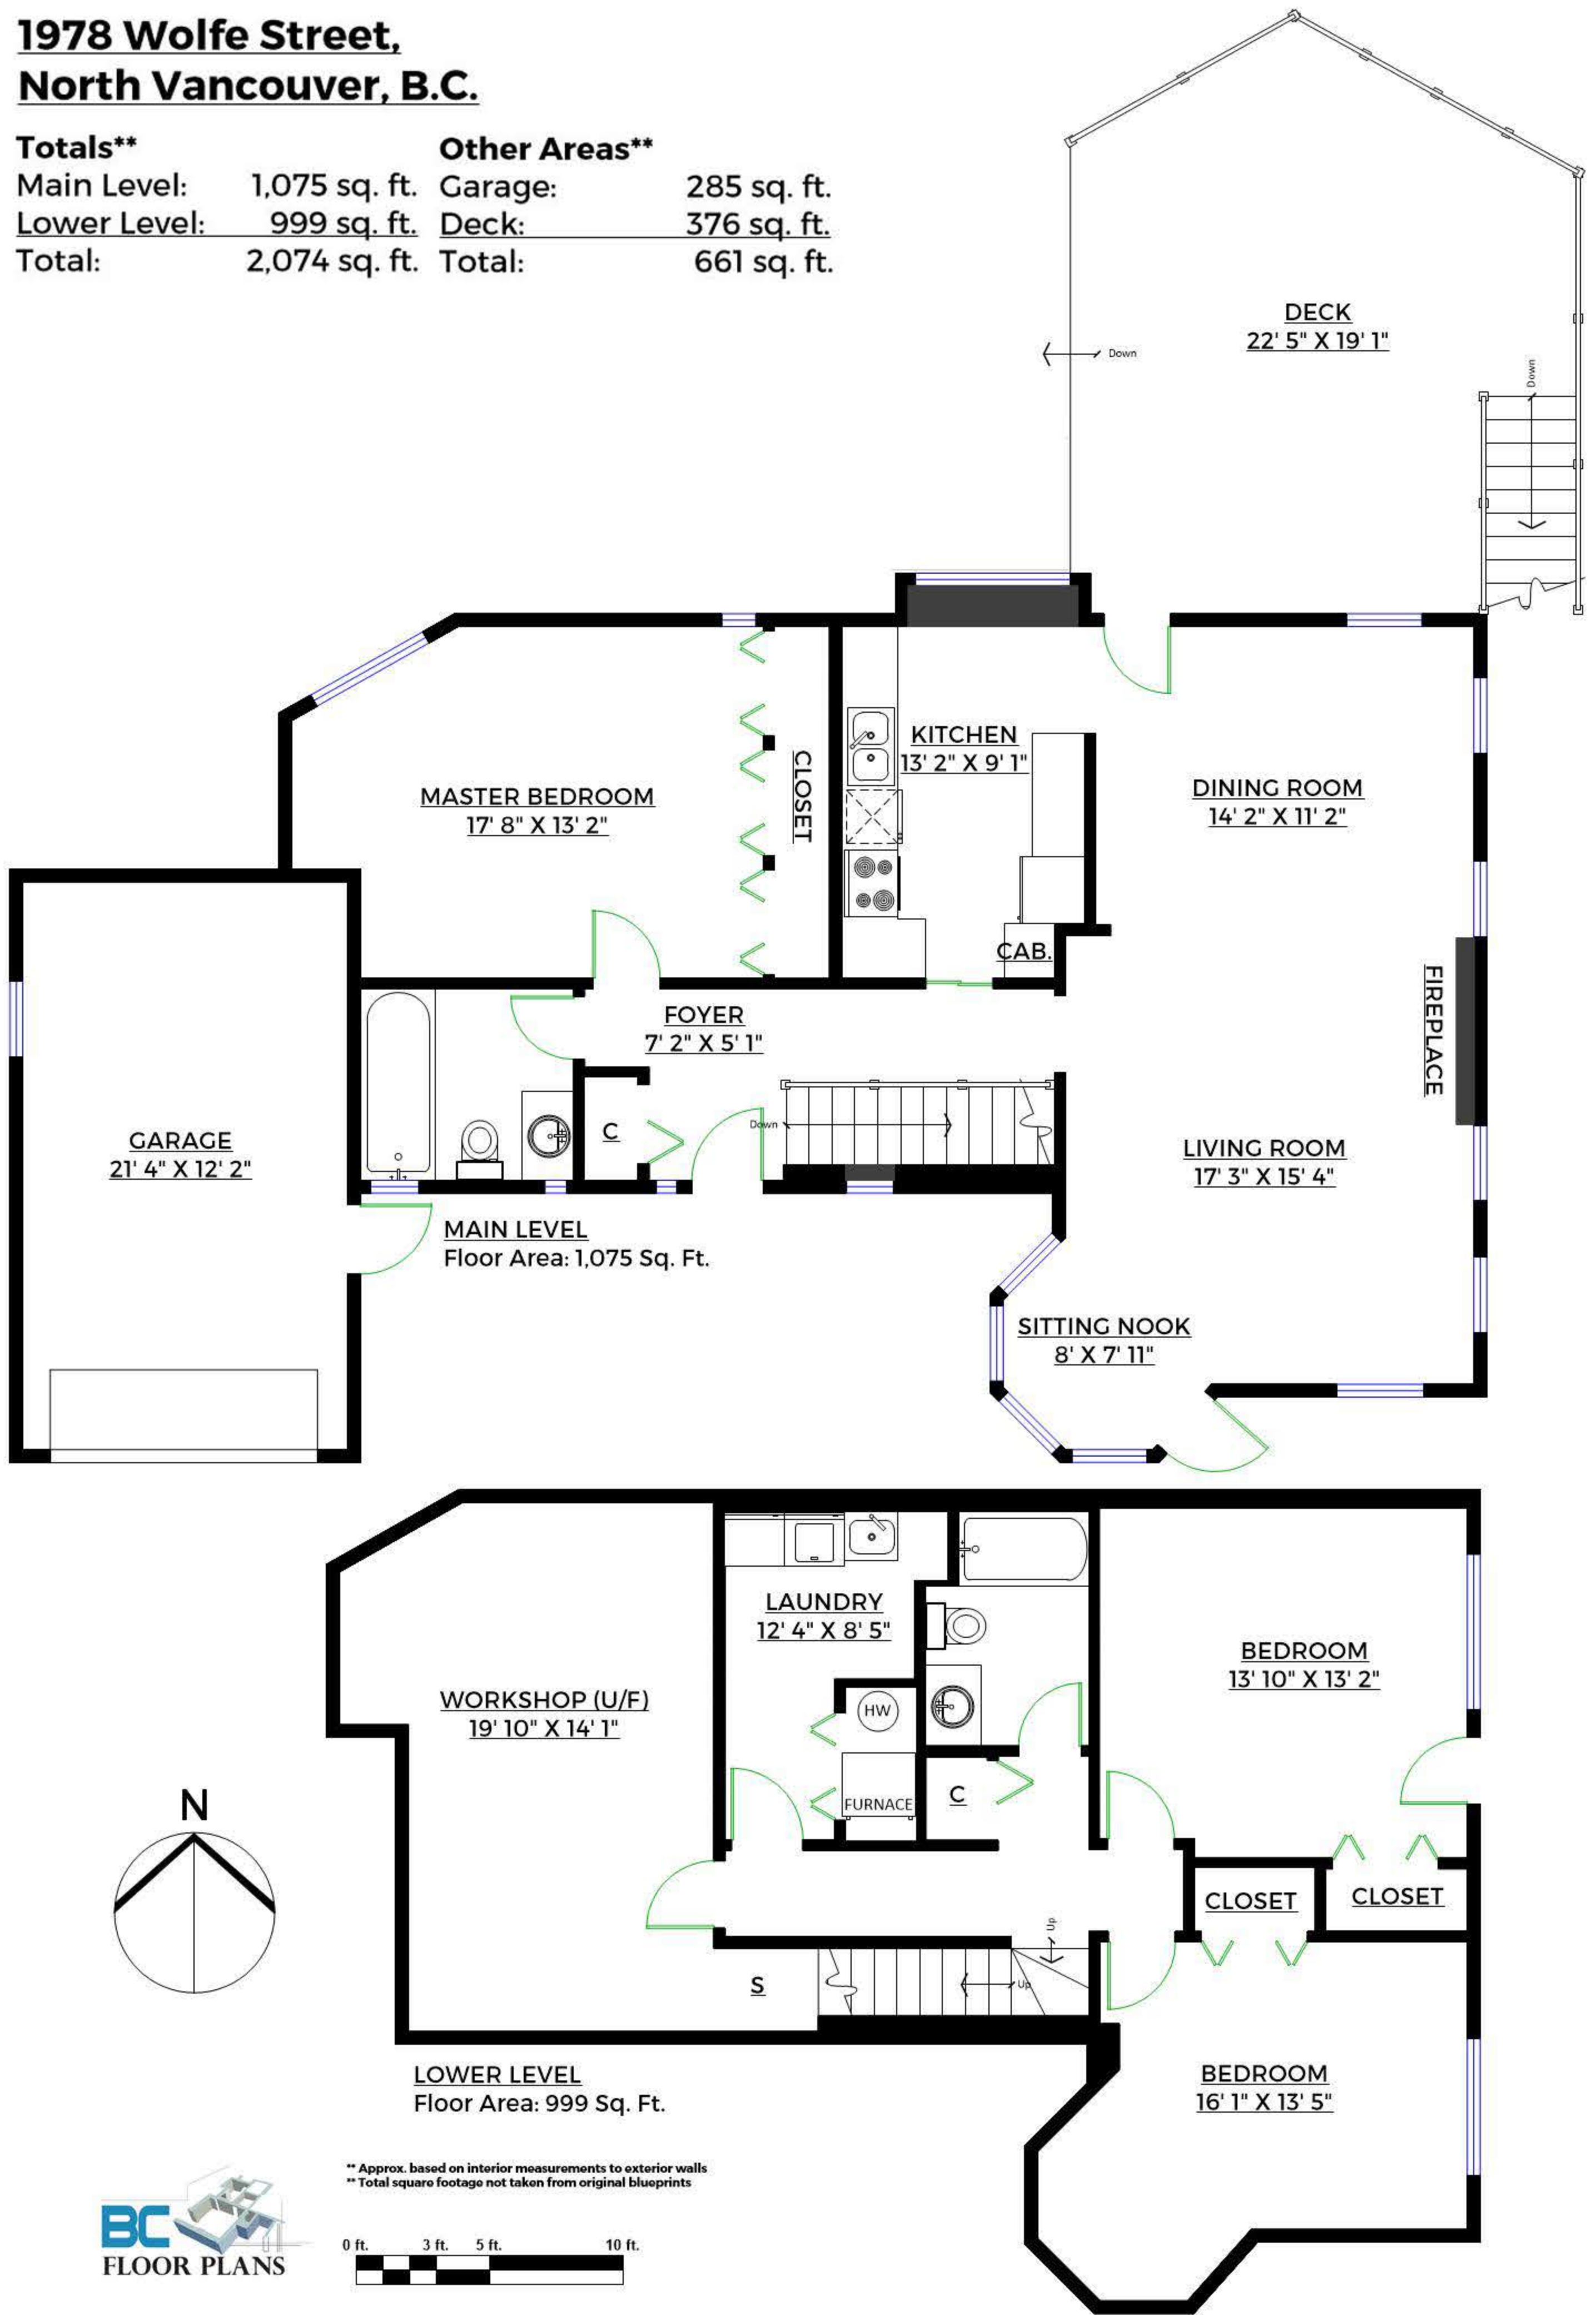 1978 Wolfe Street,
North Vancouver, B.C.
Totals**
Main Level: 1,075 sq. ft.
Lower Level: 999 sq. ft.
Total: 2,074 sq. ft.
Other Areas**
Garage: 285 sq. ft.
Deck: 376 sq. ft.
Total: 661 sq. ft.
DECK
22' 5" X 19' 1"
Down
Down
KITCHEN
13' 2" X 9' 1"
CAB.
DINING ROOM
14' 2" X 11' 2"
MASTER BEDROOM
17' 8" X 13' 2"
CLOSET
FOYER
7' 2" X 5' 1"
FIREPLACE
C
Down
GARAGE
21' 4" X 12' 2"
LIVING ROOM
17' 3" X 15' 4"
MAIN LEVEL
Floor Area: 1,075 Sq. Ft.
SITTING NOOK
8' X 7' 11"
LAUNDRY
12' 4" X 8' 5"
BEDROOM
13' 10" X 13' 2"
WORKSHOP (U/F)
19' 10" X 14' 1"
HW
FURNACE
C
CLOSET
CLOSET
N
Up
Up
S
LOWER LEVEL
Floor Area: 999 Sq. Ft.
BEDROOM
16' 1" X 13' 5"
** Approx. based on interior measurements to exterior walls
** Total square footage not taken from original blueprints
BC
FLOOR PLANS
0 ft. 3 ft. 5 ft. 10 ft.